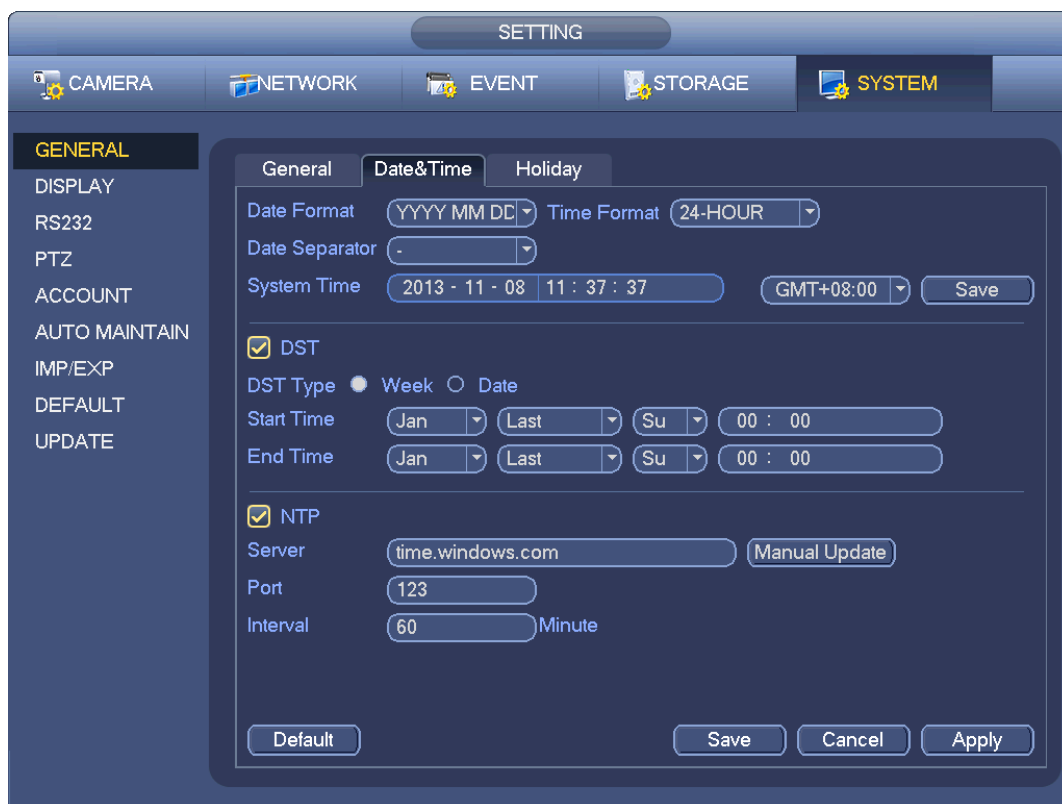 SETTING
CAMERA NETWORK EVENT STORAGE SYSTEM
GENERAL
DISPLAY
RS232
PTZ
ACCOUNT
AUTO MAINTAIN
IMP/EXP
DEFAULT
UPDATE
General Date&Time Holiday
Date Format YYYY MM DD Time Format 24-HOUR
Date Separator -
System Time 2013 - 11 - 08 11 : 37 : 37 GMT+08:00 Save
DST
DST Type Week Date
Start Time Jan Last Su 00 : 00
End Time Jan Last Su 00 : 00
NTP
Server time.windows.com Manual Update
Port 123
Interval 60 Minute
Default Save Cancel Apply